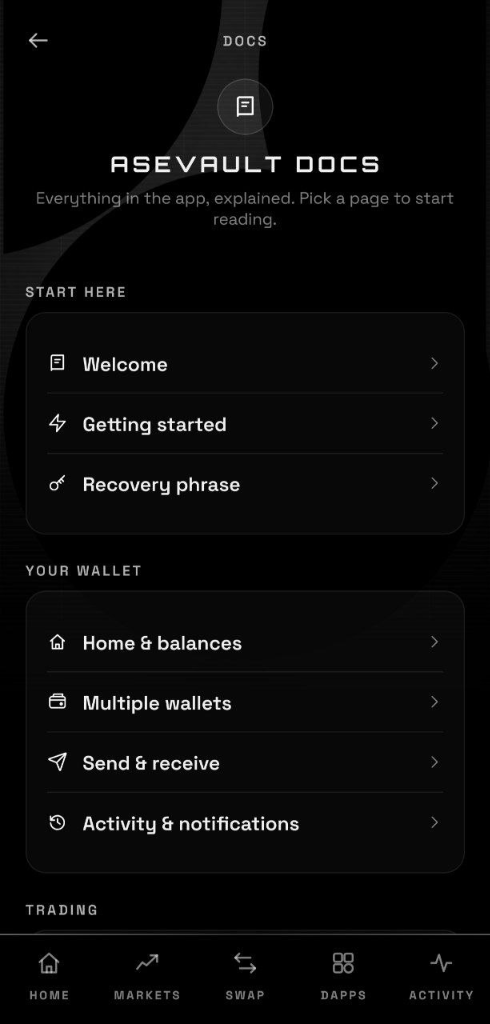 DOCS
ASEVAULT DOCS
Everything in the app, explained. Pick a page to start
reading.
START HERE
Welcome
Getting started
Recovery phrase
YOUR WALLET
Home & balances
Multiple wallets
Send & receive
Activity & notifications
TRADING
HOME MARKETS SWAP DAPPS ACTIVITY